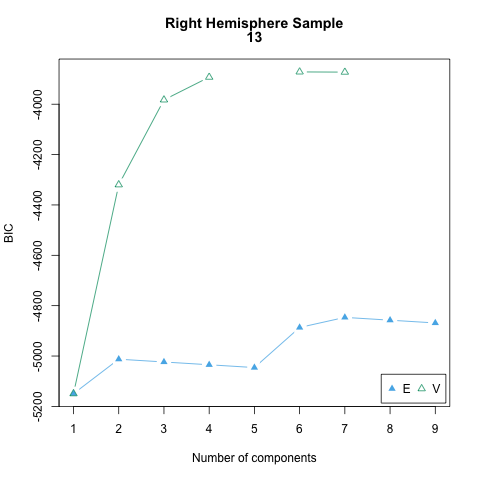 Right Hemisphere Sample
13
BIC
-4000
-4200
-4400
-4600
-4800
-5000
-5200
E V
1 2 3 4 5 6 7 8 9
Number of components